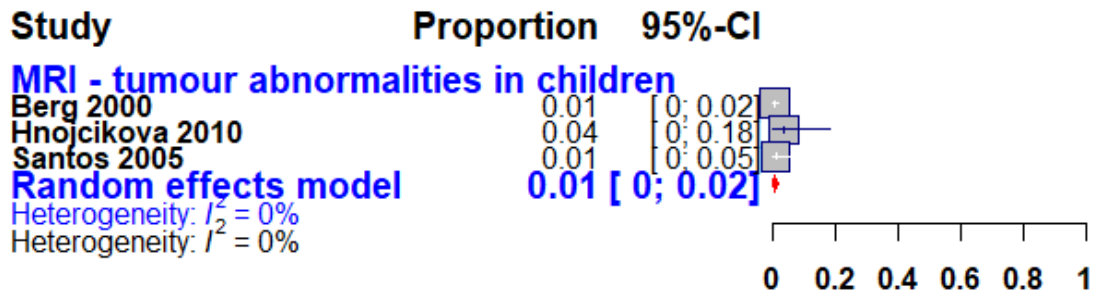 Study Proportion 95%-CI
MRI - tumour abnormalities in children
Berg 2000 0.01 [ 0; 0.02]
Hnojcikova 2010 0.04 [ 0; 0.18]
Santos 2005 0.01 [ 0; 0.05]
Random effects model 0.01 [ 0; 0.02]
Heterogeneity: I² = 0%
Heterogeneity: I² = 0%
0 0.2 0.4 0.6 0.8 1